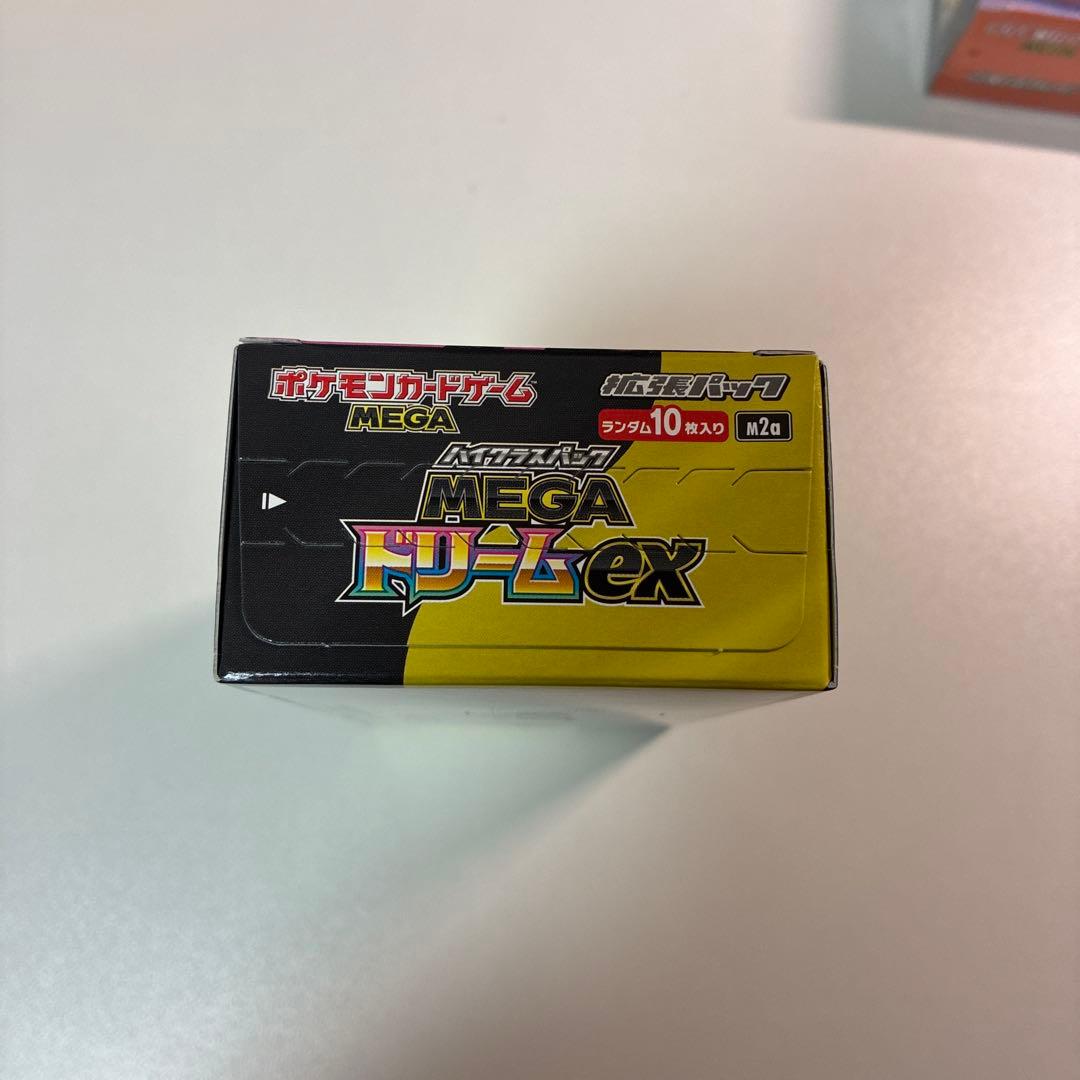 ポケモンカードゲーム
MEGA
拡張パック
ランダム10枚入り M2a
ハイクラスパック
MEGA
ドリームex